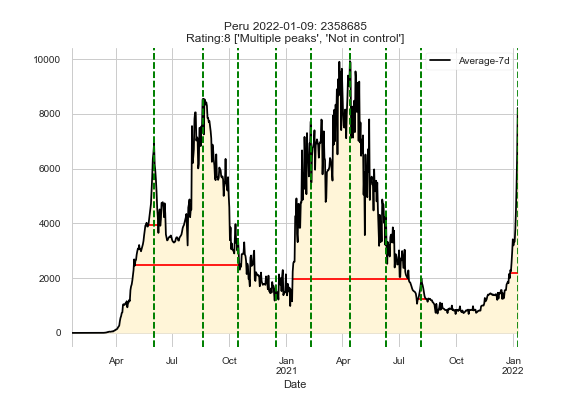 Peru 2022-01-09: 2358685
Rating:8 ['Multiple peaks', 'Not in control']
Average-7d
10000
8000
6000
4000
2000
0
Apr
Jul
Oct
Jan
2021
Apr
Jul
Oct
Jan
2022
Date